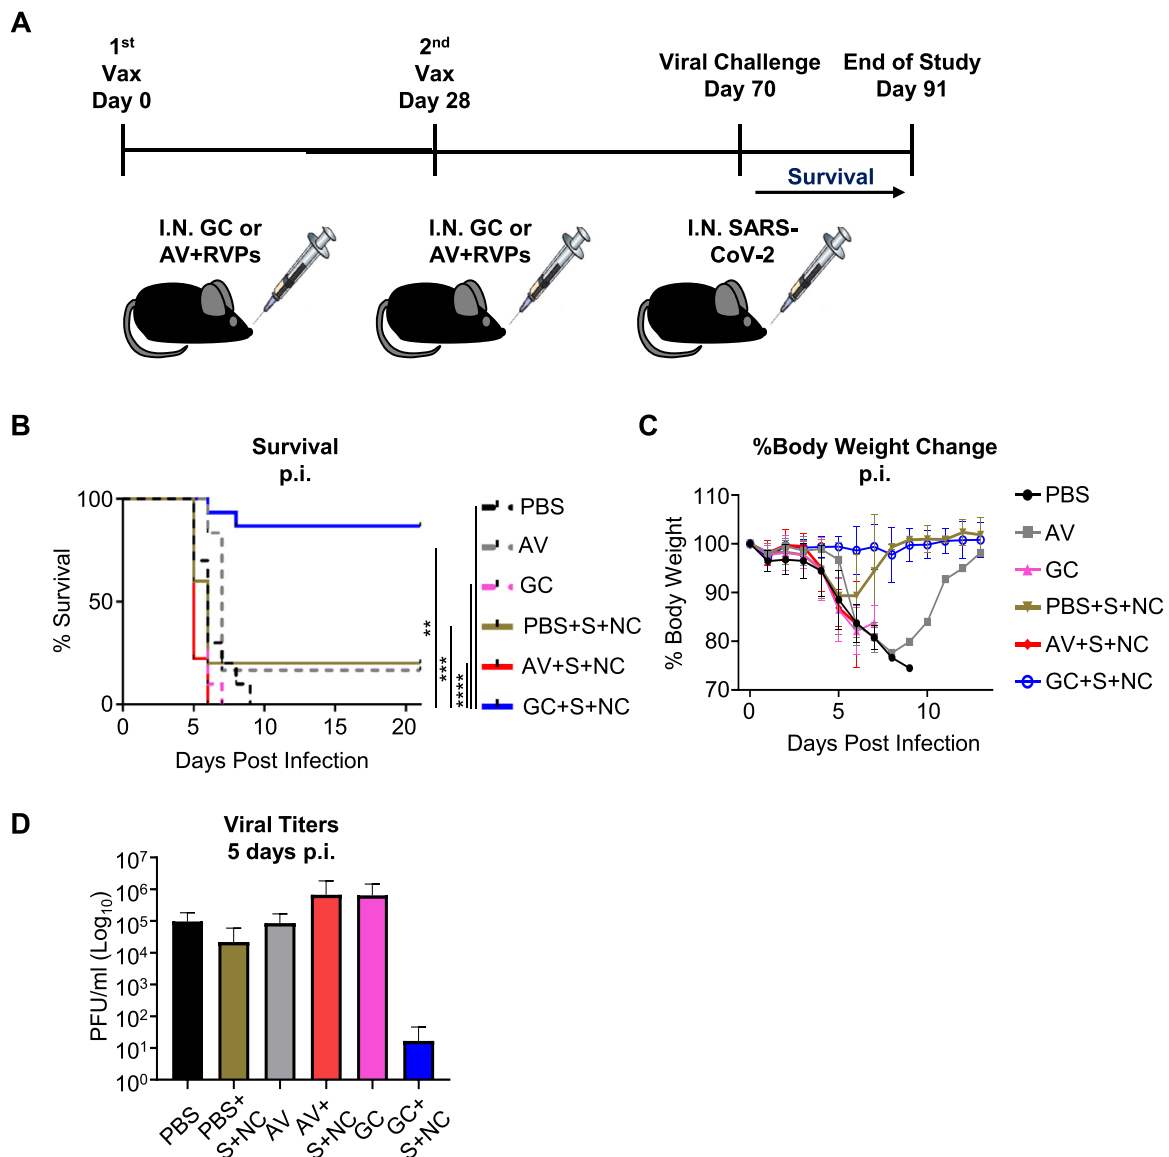 A
1st
Vax
Day 0
2nd
Vax
Day 28
Viral Challenge
Day 70
End of Study
Day 91
Survival
I.N. GC or
AV+RVPs
I.N. GC or
AV+RVPs
I.N. SARS-
CoV-2
B
Survival
p.i.
100
50
0
% Survival
0
5
10
15
20
Days Post Infection
**
***
****
PBS
AV
GC
PBS+S+NC
AV+S+NC
GC+S+NC
C
%Body Weight Change
p.i.
110
100
90
80
70
% Body Weight
0
5
10
Days Post Infection
PBS
AV
GC
PBS+S+NC
AV+S+NC
GC+S+NC
D
Viral Titers
5 days p.i.
10⁷
10⁶
10⁵
10⁴
10³
10²
10¹
10⁰
PFU/ml (Log₁₀)
PBS
PBS+
S+NC
AV
AV+
S+NC
GC
GC+
S+NC